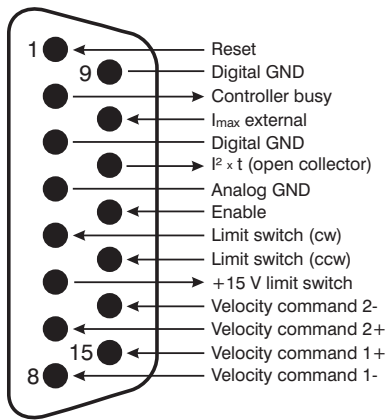 1 Reset
9 Digital GND
Controller busy
Imax external
Digital GND
I² x t (open collector)
Analog GND
Enable
Limit switch (cw)
Limit switch (ccw)
+15 V limit switch
Velocity command 2-
Velocity command 2+
15 Velocity command 1+
8 Velocity command 1-